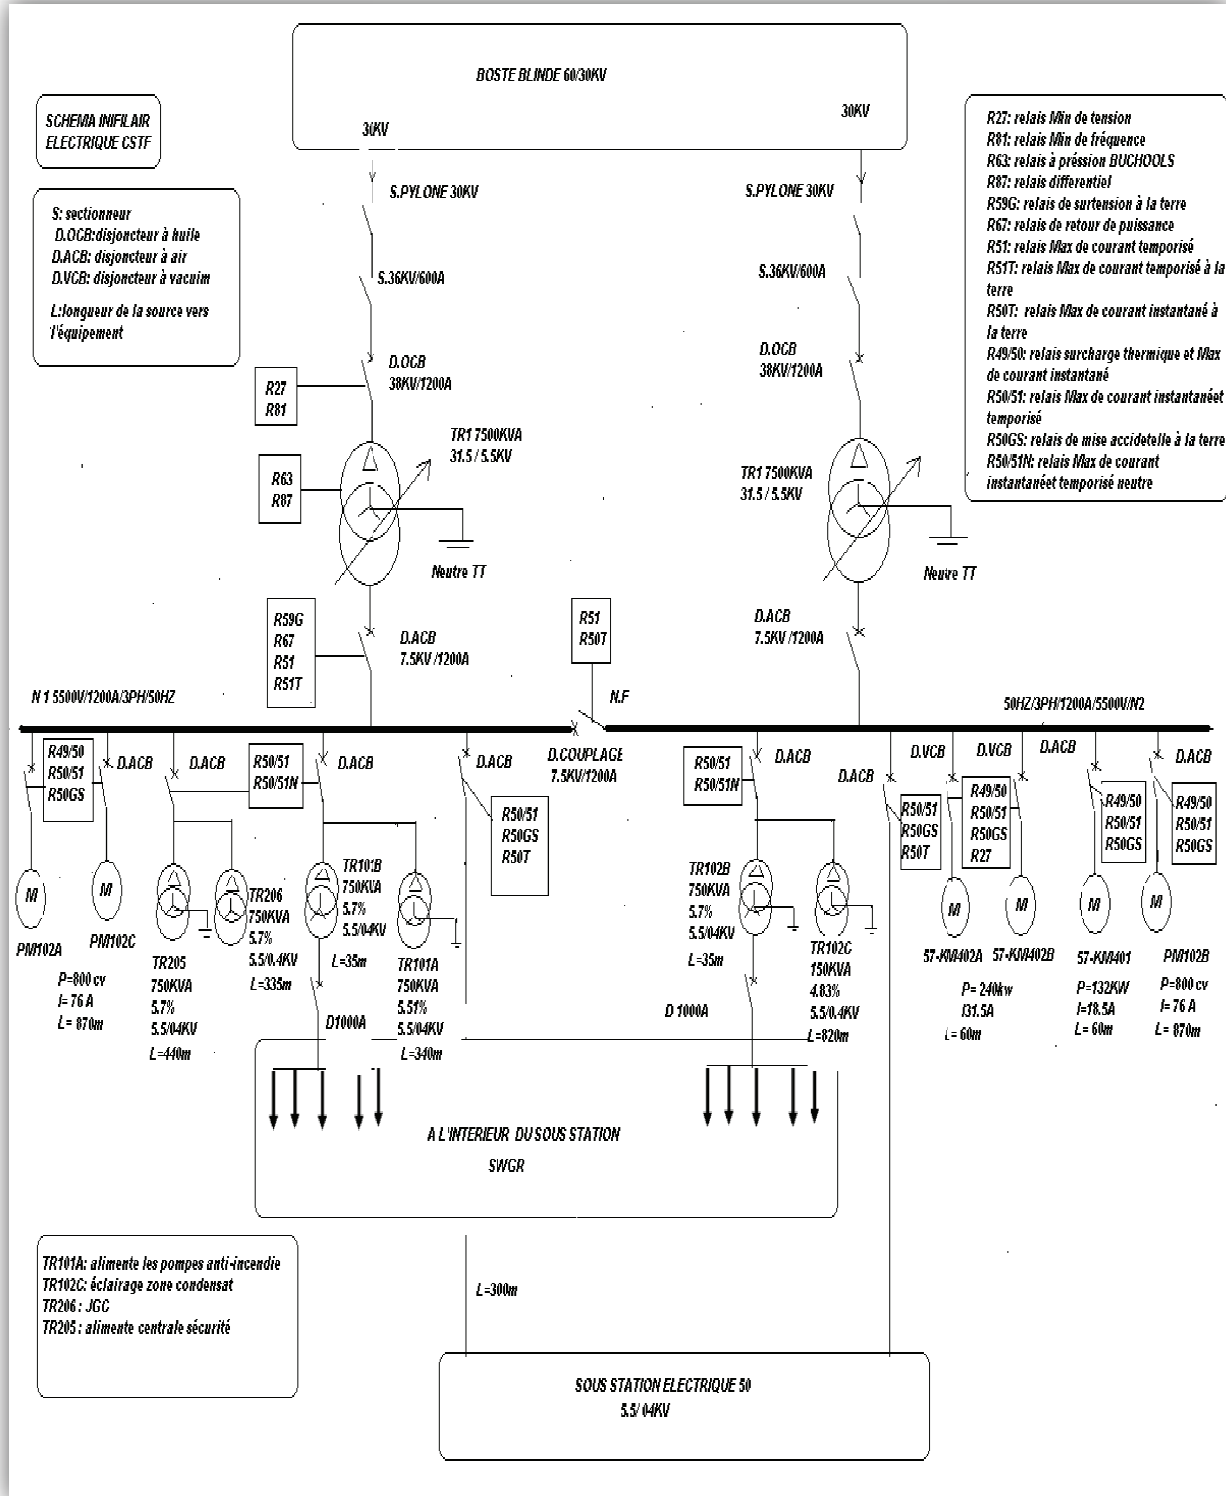 BOSTE BLINDE 60/30KV
30KV
30KV
SCHEMA INIFILAIR
ELECTRIQUE CSTF
S: sectionneur
D.OCB:disjoncteur à huile
D.ACB: disjoncteur à air
D.VCB: disjoncteur à vacuim
L:longueur de la source vers
l'équipement
R27: relais Min de tension
R81: relais Min de fréquence
R63: relais à préssion BUCHOOLS
R87: relais differentiel
R59G: relais de surtension à la terre
R67: relais de retour de puissance
R51: relais Max de courant temporisé
R51T: relais Max de courant temporisé à la
terre
R50T: relais Max de courant instantané à
la terre
R49/50: relais surcharge thermique et Max
de courant instantané
R50/51: relais Max de courant instantanéet
temporisé
R50GS: relais de mise accidetelle à la terre
R50/51N: relais Max de courant
instantanéet temporisé neutre
S.PYLONE 30KV
S.PYLONE 30KV
S.36KV/600A
S.36KV/600A
D.OCB
38KV/1200A
D.OCB
38KV/1200A
R27
R81
TR1 7500KVA
31.5 / 5.5KV
TR1 7500KVA
31.5 / 5.5KV
R63
R87
Neutre TT
Neutre TT
R59G
R67
R51
R51T
D.ACB
7.5KV /1200A
R51
R50T
D.ACB
7.5KV /1200A
N 1 5500V/1200A/3PH/50HZ
N.F
50HZ/3PH/1200A/5500V/N2
D.COUPLAGE
7.5KV/1200A
R49/50
R50/51
R50GS
D.ACB
D.ACB
R50/51
R50/51N
D.ACB
D.ACB
R50/51
R50GS
R50T
R50/51
R50/51N
D.ACB
D.ACB
R50/51
R50GS
R50T
D.VCB
D.VCB
R49/50
R50/51
R50GS
R27
D.ACB
R49/50
R50/51
R50GS
D.ACB
R49/50
R50/51
R50GS
M
M
M
M
M
M
PM102A
PM102C
P=800 cv
I= 76 A
L= 870m
TR205
750KVA
5.7%
5.5/04KV
L=440m
TR206
750KVA
5.7%
5.5/0.4KV
L=335m
TR101B
750KVA
5.7%
5.5/04KV
L=35m
TR101A
750KVA
5.51%
5.5/04KV
L=340m
TR102B
750KVA
5.7%
5.5/04KV
L=35m
TR102C
150KVA
4.83%
5.5/0.4KV
L=820m
57-KM402A
57-KM402B
P= 240kw
I31.5A
L= 60m
57-KM401
P=132KW
I=18.5A
L= 60m
PM102B
P=800 cv
I= 76 A
L= 870m
D1000A
D 1000A
A L'INTERIEUR DU SOUS STATION
SWGR
TR101A: alimente les pompes anti-incendie
TR102C: éclairage zone condensat
TR206 : JGC
TR205 : alimente centrale sécurité
L=300m
SOUS STATION ELECTRIQUE 50
5.5/ 04KV